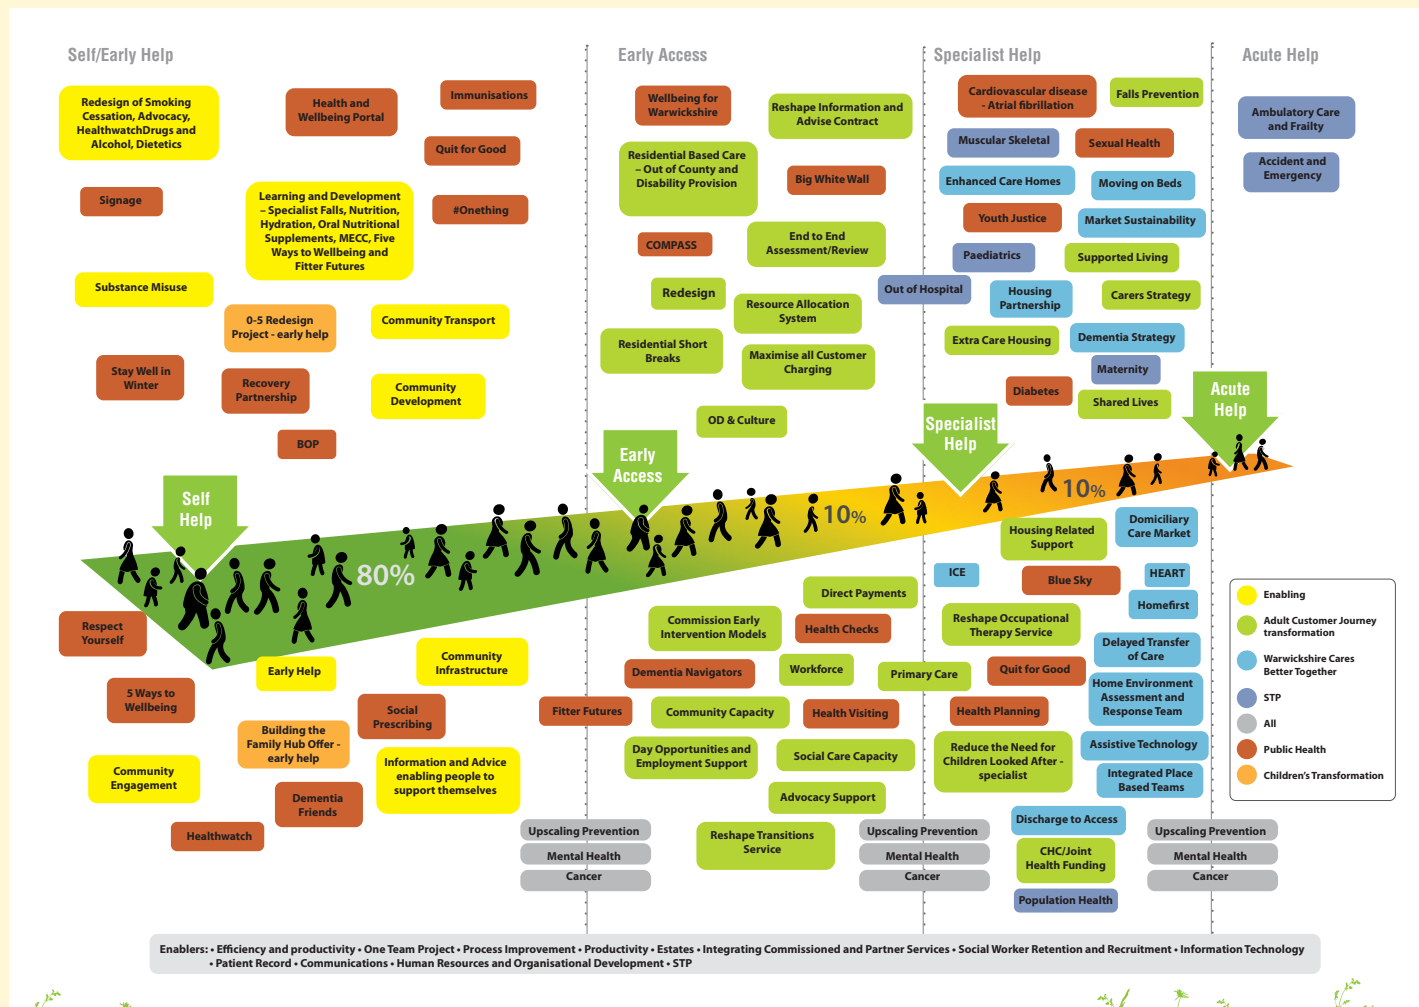 Self/Early Help
Early Access
Specialist Help
Acute Help
Redesign of Smoking
Cessation, Advocacy,
HealthwatchDrugs and
Alcohol, Dietetics
Health and
Wellbeing Portal
Immunisations
Quit for Good
Signage
Learning and Development
– Specialist Falls, Nutrition,
Hydration, Oral Nutritional
Supplements, MECC, Five
Ways to Wellbeing and
Fitter Futures
#Onething
Substance Misuse
0-5 Redesign
Project - early help
Community Transport
Stay Well in
Winter
Recovery
Partnership
Community
Development
BOP
Wellbeing for
Warwickshire
Reshape Information and
Advise Contract
Residential Based Care
– Out of County and
Disability Provision
Big White Wall
COMPASS
End to End
Assessment/Review
Redesign
Resource Allocation
System
Out of Hospital
Residential Short
Breaks
Maximise all Customer
Charging
OD & Culture
Cardiovascular disease
- Atrial fibrillation
Falls Prevention
Muscular Skeletal
Sexual Health
Enhanced Care Homes
Moving on Beds
Youth Justice
Market Sustainability
Paediatrics
Supported Living
Housing
Partnership
Carers Strategy
Extra Care Housing
Dementia Strategy
Maternity
Diabetes
Shared Lives
Ambulatory Care
and Frailty
Accident and
Emergency
Self
Help
Early
Access
Specialist
Help
Acute
Help
80%
10%
10%
Respect
Yourself
Early Help
Community
Infrastructure
5 Ways to
Wellbeing
Social
Prescribing
Building the
Family Hub Offer -
early help
Community
Engagement
Information and Advice
enabling people to
support themselves
Dementia
Friends
Healthwatch
Direct Payments
Commission Early
Intervention Models
Health Checks
Dementia Navigators
Workforce
Primary Care
Fitter Futures
Community Capacity
Health Visiting
Day Opportunities and
Employment Support
Social Care Capacity
Advocacy Support
Reshape Transitions
Service
Housing Related
Support
Domiciliary
Care Market
ICE
Blue Sky
HEART
Homefirst
Reshape Occupational
Therapy Service
Delayed Transfer
of Care
Quit for Good
Home Environment
Assessment and
Response Team
Health Planning
Reduce the Need for
Children Looked After -
specialist
Assistive Technology
Integrated Place
Based Teams
Discharge to Access
CHC/Joint
Health Funding
Population Health
Upscaling Prevention
Mental Health
Cancer
Upscaling Prevention
Mental Health
Cancer
Upscaling Prevention
Mental Health
Cancer
Enabling
Adult Customer Journey
transformation
Warwickshire Cares
Better Together
STP
All
Public Health
Children's Transformation
Enablers: • Efficiency and productivity • One Team Project • Process Improvement • Productivity • Estates • Integrating Commissioned and Partner Services • Social Worker Retention and Recruitment • Information Technology
• Patient Record • Communications • Human Resources and Organisational Development • STP